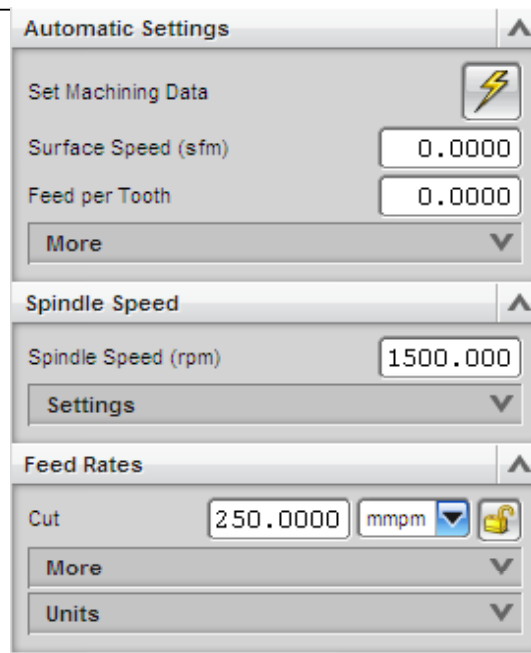 Automatic Settings
Set Machining Data
Surface Speed (sfm) 0.0000
Feed per Tooth 0.0000
More
Spindle Speed
Spindle Speed (rpm) 1500.000
Settings
Feed Rates
Cut 250.0000 mmpm
More
Units